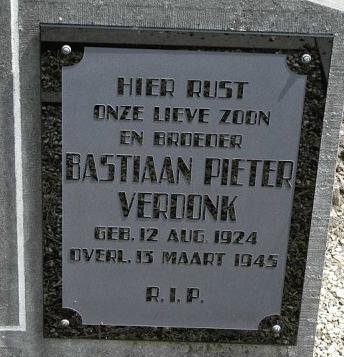 HIER RUST
ONZE LIEVE ZOON
EN BROEDER
BASTIAAN PIETER
VERDONK
GEB. 12 AUG. 1924
OVERL. 13 MAART 1945
R.I.P.